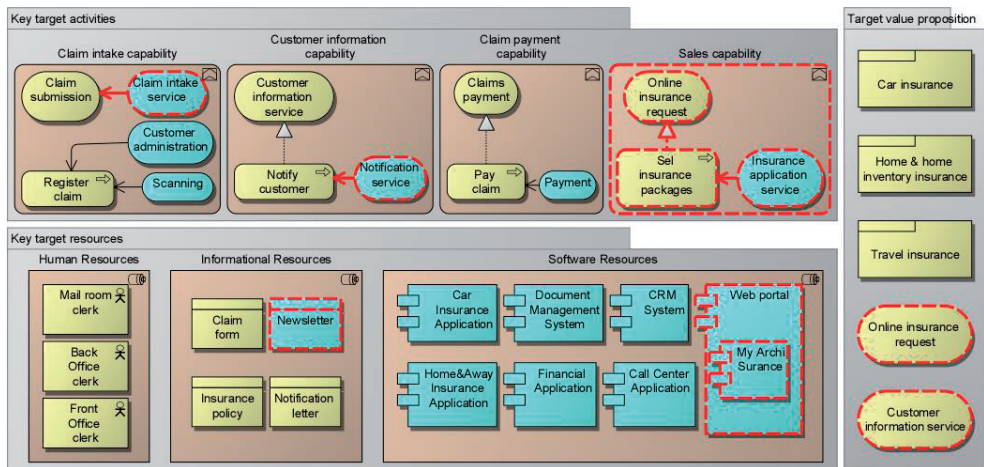 Key target activities
Claim intake capability
Claim
submission
Claim intake
service
Customer
administration
Register
claim
Scanning
Customer information
capability
Customer
information
service
Notify
customer
Notification
service
Claim payment
capability
Claims
payment
Pay
claim
Payment
Sales capability
Online
insurance
request
Sel
insurance
packages
Insurance
application
service
Target value proposition
Car insurance
Home & home
inventory insurance
Travel insurance
Online insurance
request
Customer
information service
Key target resources
Human Resources
Mail room
clerk
Back
Office
clerk
Front
Office
clerk
Informational Resources
Claim
form
Newsletter
Insurance
policy
Notification
letter
Software Resources
Car
Insurance
Application
Document
Management
System
CRM
System
Web portal
My Archi
Surance
Home&Away
Insurance
Application
Financial
Application
Call Center
Application